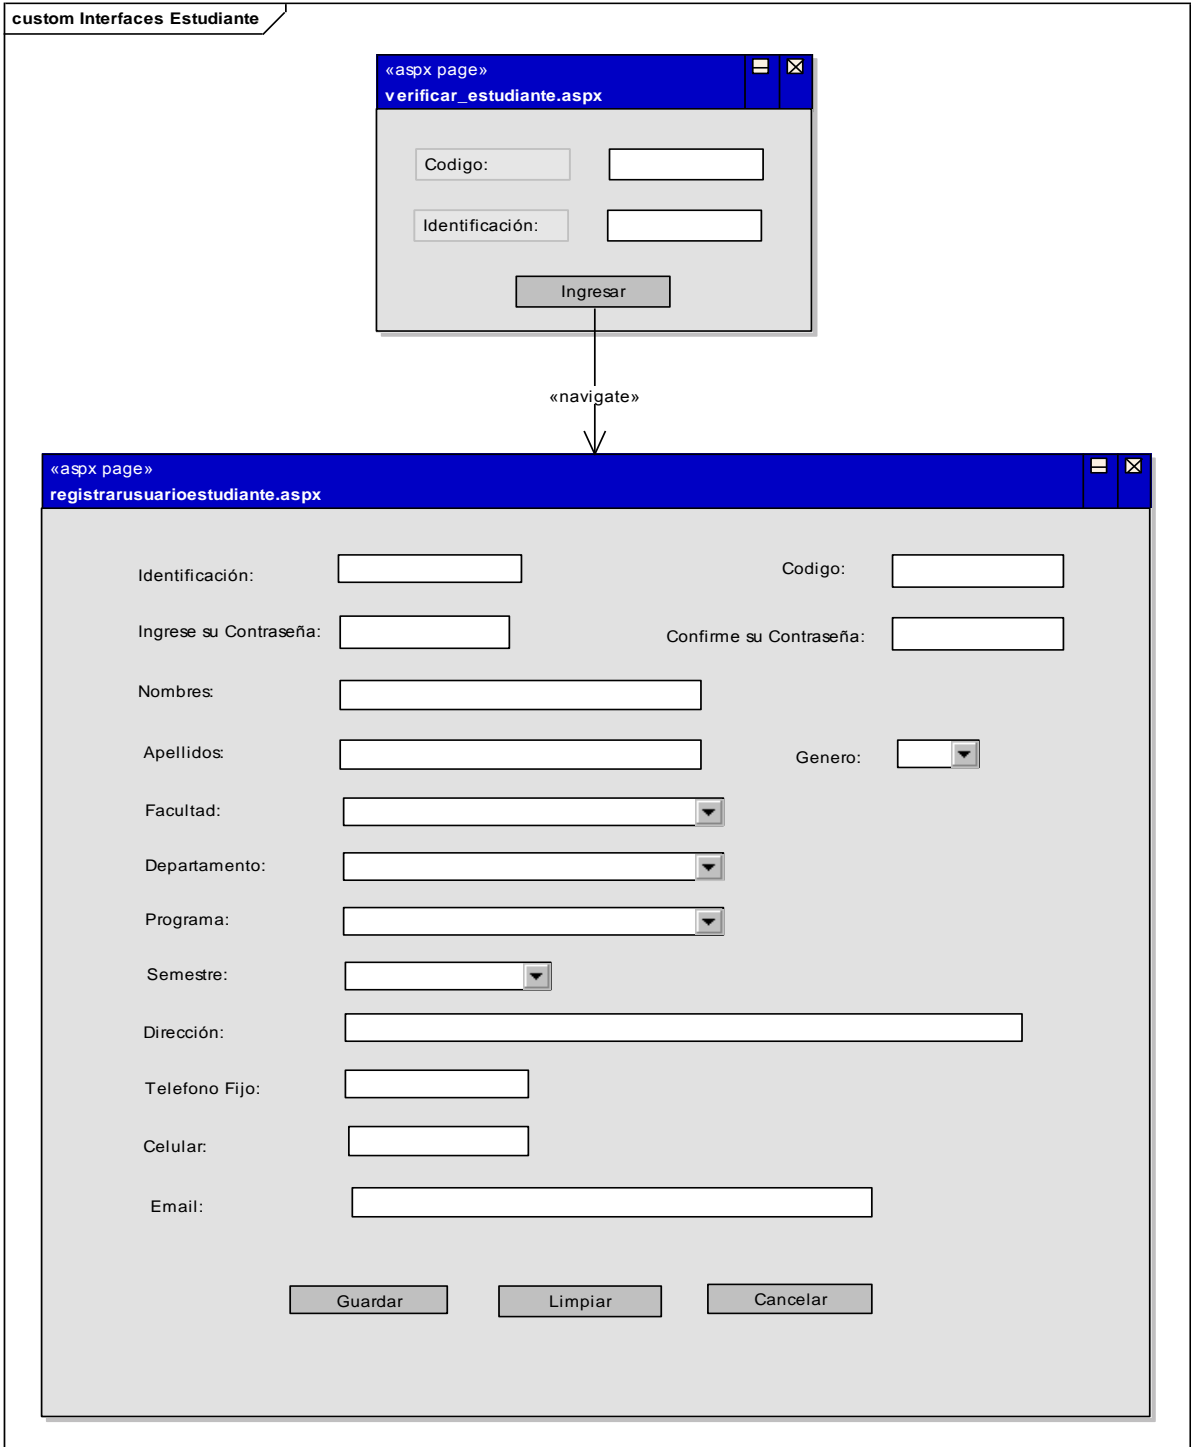 custom Interfaces Estudiante
«aspx page»
verificar_estudiante.aspx
Codigo:
Identificación:
Ingresar
«navigate»
«aspx page»
registrarusuarioestudiante.aspx
Identificación:
Codigo:
Ingrese su Contraseña:
Confirme su Contraseña:
Nombres:
Apellidos:
Genero:
Facultad:
Departamento:
Programa:
Semestre:
Dirección:
Telefono Fijo:
Celular:
Email:
Guardar
Limpiar
Cancelar